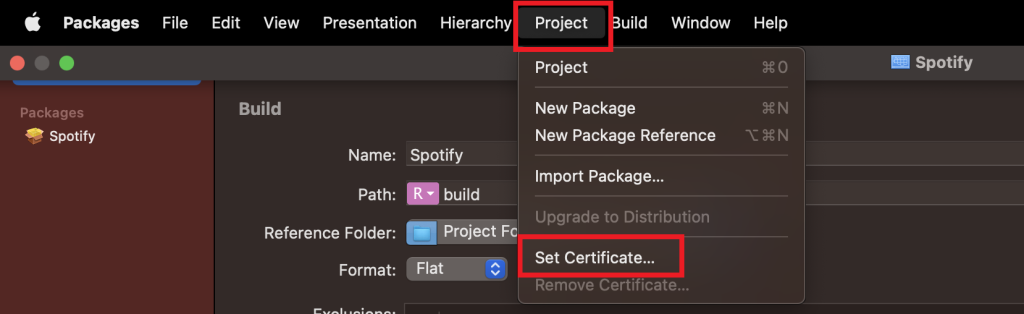 Packages File Edit View Presentation Hierarchy Project Build Window Help
Spotify
Project ⌘0
Packages
Build
New Package ⌘N
Spotify
New Package Reference ⌥⌘N
Name: Spotify
Import Package...
Path: R build
Upgrade to Distribution
Reference Folder: Project Fo
Set Certificate...
Format: Flat
Remove Certificate...
Exclusions: